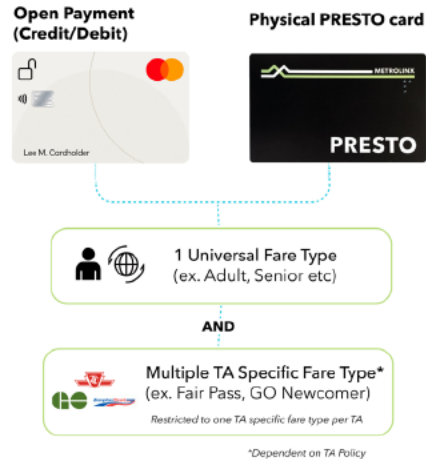 Open Payment
(Credit/Debit)
Physical PRESTO card
METROLINX
PRESTO
Lee M. Cardholder
1 Universal Fare Type
(ex. Adult, Senior etc)
AND
Multiple TA Specific Fare Type*
(ex. Fair Pass, GO Newcomer)
Restricted to one TA specific fare type per TA
*Dependent on TA Policy
GO